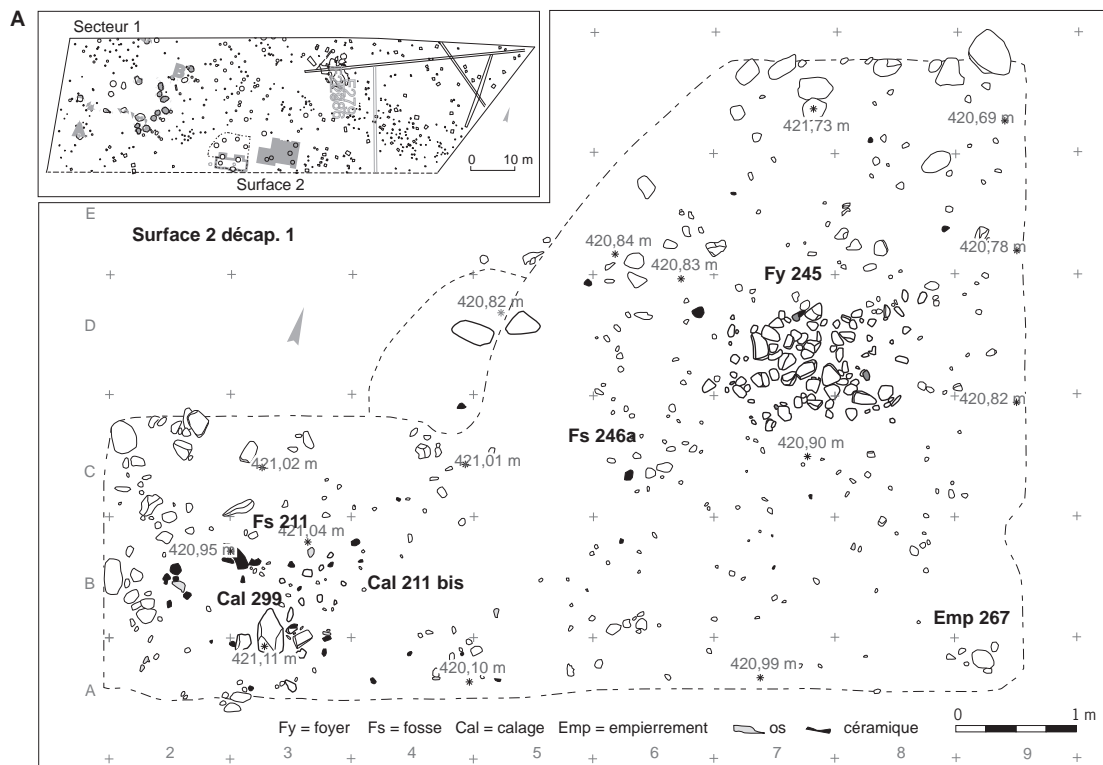 A
Secteur 1
0 10 m
Surface 2
421,73 m
420,69 m
E
Surface 2 décap. 1
420,84 m
420,78 m
420,83 m
Fy 245
420,82 m
D
420,82 m
Fs 246a
420,90 m
C
421,02 m
421,01 m
Fs 211
421,04 m
420,95 m
B
Cal 211 bis
Cal 299
Emp 267
421,11 m
420,10 m
420,99 m
A
Fy = foyer Fs = fosse Cal = calage Emp = empierrement os céramique
0 1 m
2 3 4 5 6 7 8 9